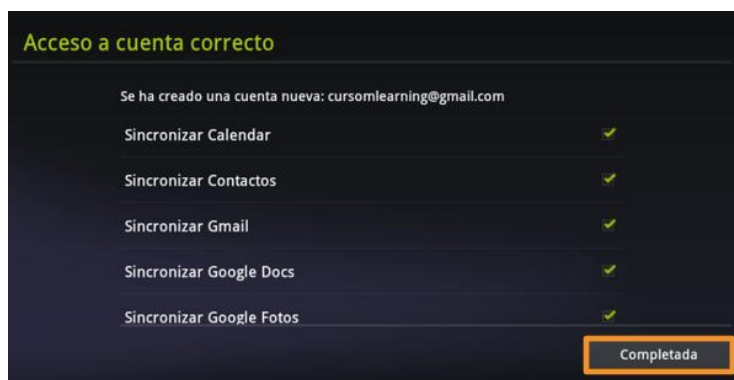 Acceso a cuenta correcto
Se ha creado una cuenta nueva: cursomlearning@gmail.com
Sincronizar Calendar
Sincronizar Contactos
Sincronizar Gmail
Sincronizar Google Docs
Sincronizar Google Fotos
Completada